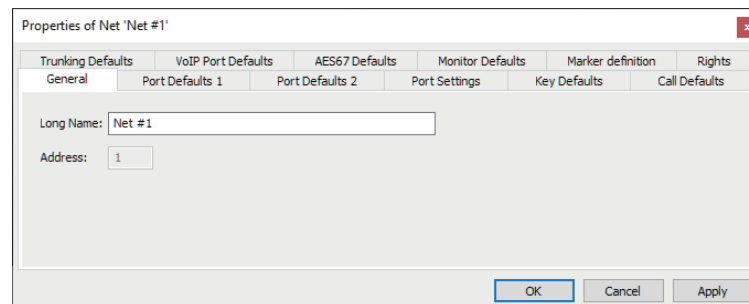 Properties of Net 'Net #1'
Trunking Defaults VoIP Port Defaults AES67 Defaults Monitor Defaults Marker definition Rights
General Port Defaults 1 Port Defaults 2 Port Settings Key Defaults Call Defaults
Long Name: Net #1
Address: 1
OK Cancel Apply